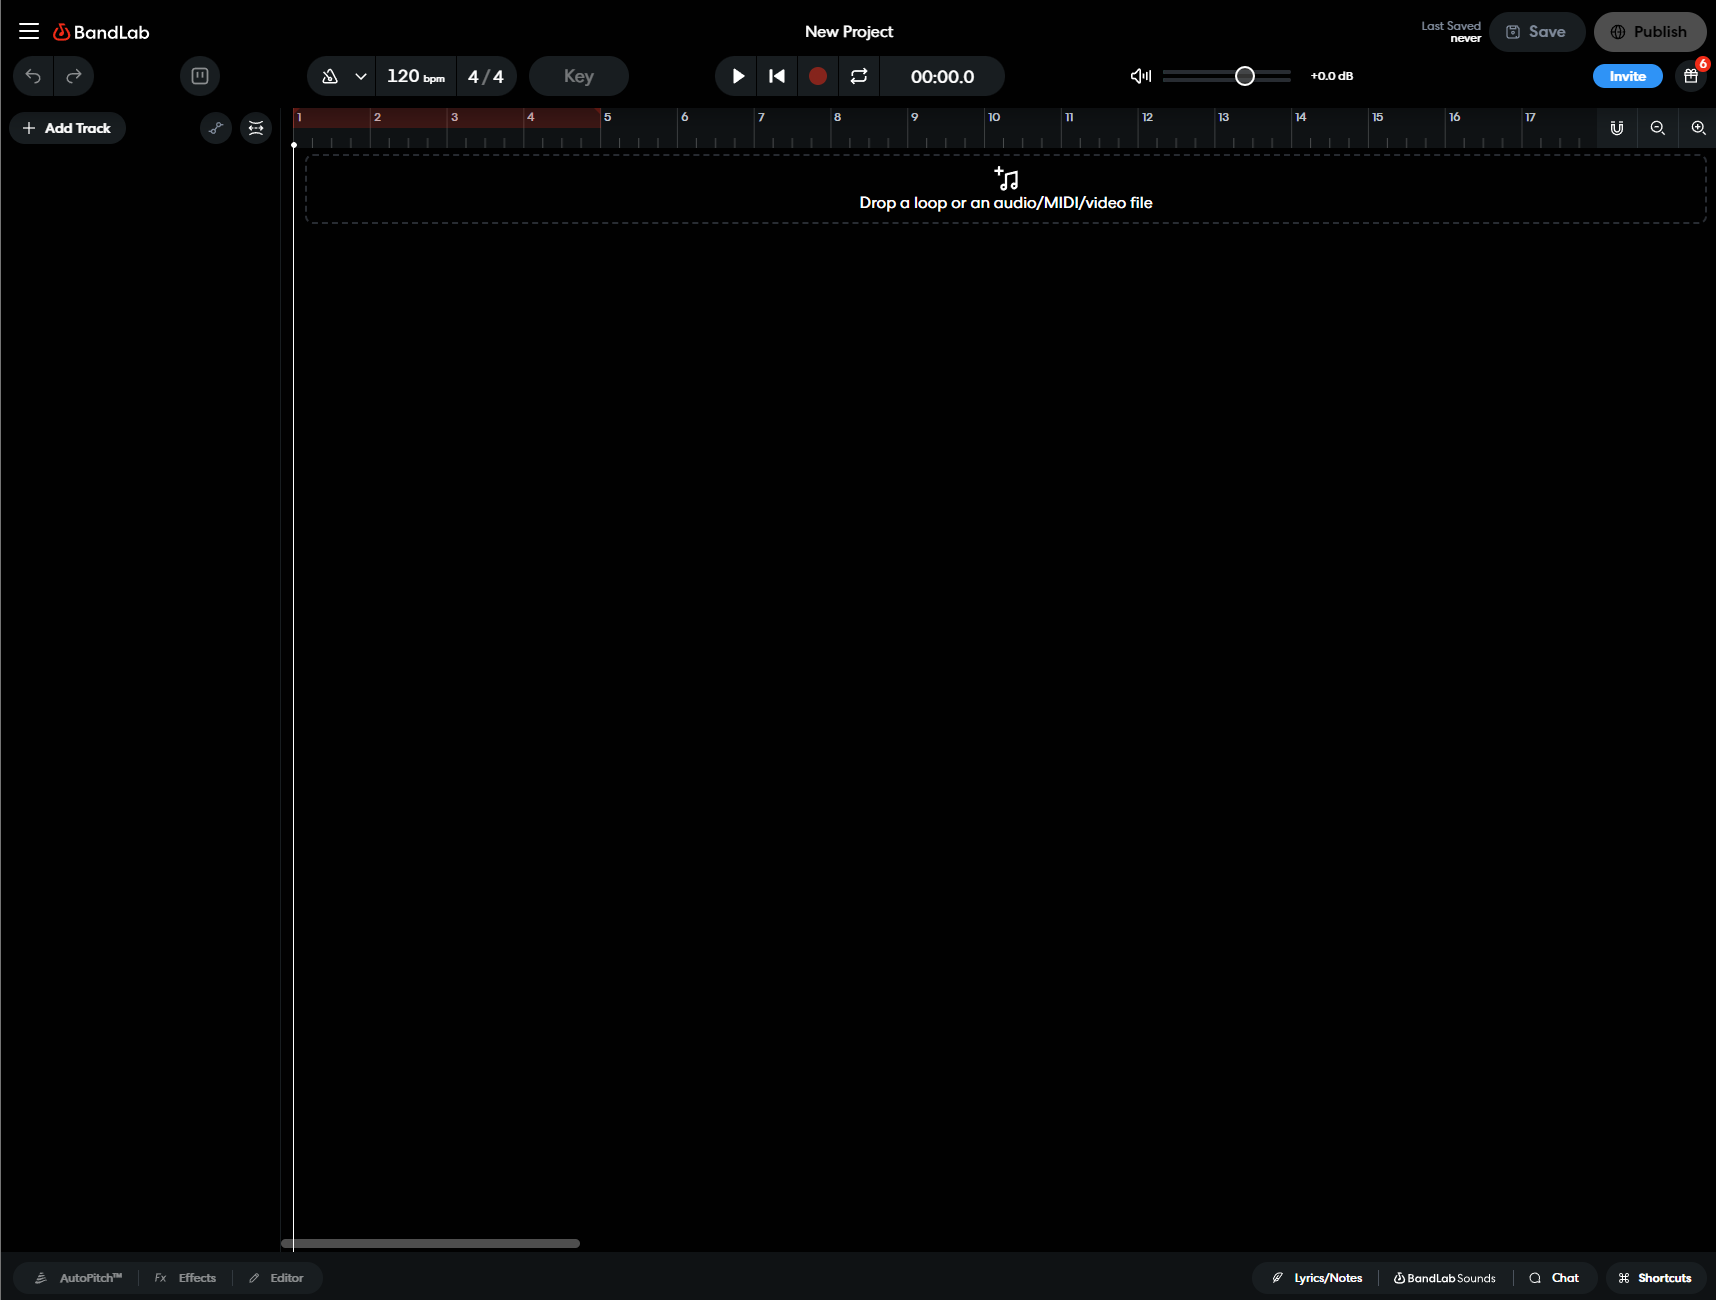 BandLab
New Project
Last Saved
never
Save
Publish
120 bpm
4/4
Key
00:00.0
+0.0 dB
Invite
6
Add Track
1 2 3 4 5 6 7 8 9 10 11 12 13 14 15 16 17
Drop a loop or an audio/MIDI/video file
AutoPitch™
Fx Effects
Editor
Lyrics/Notes
BandLab Sounds
Chat
Shortcuts